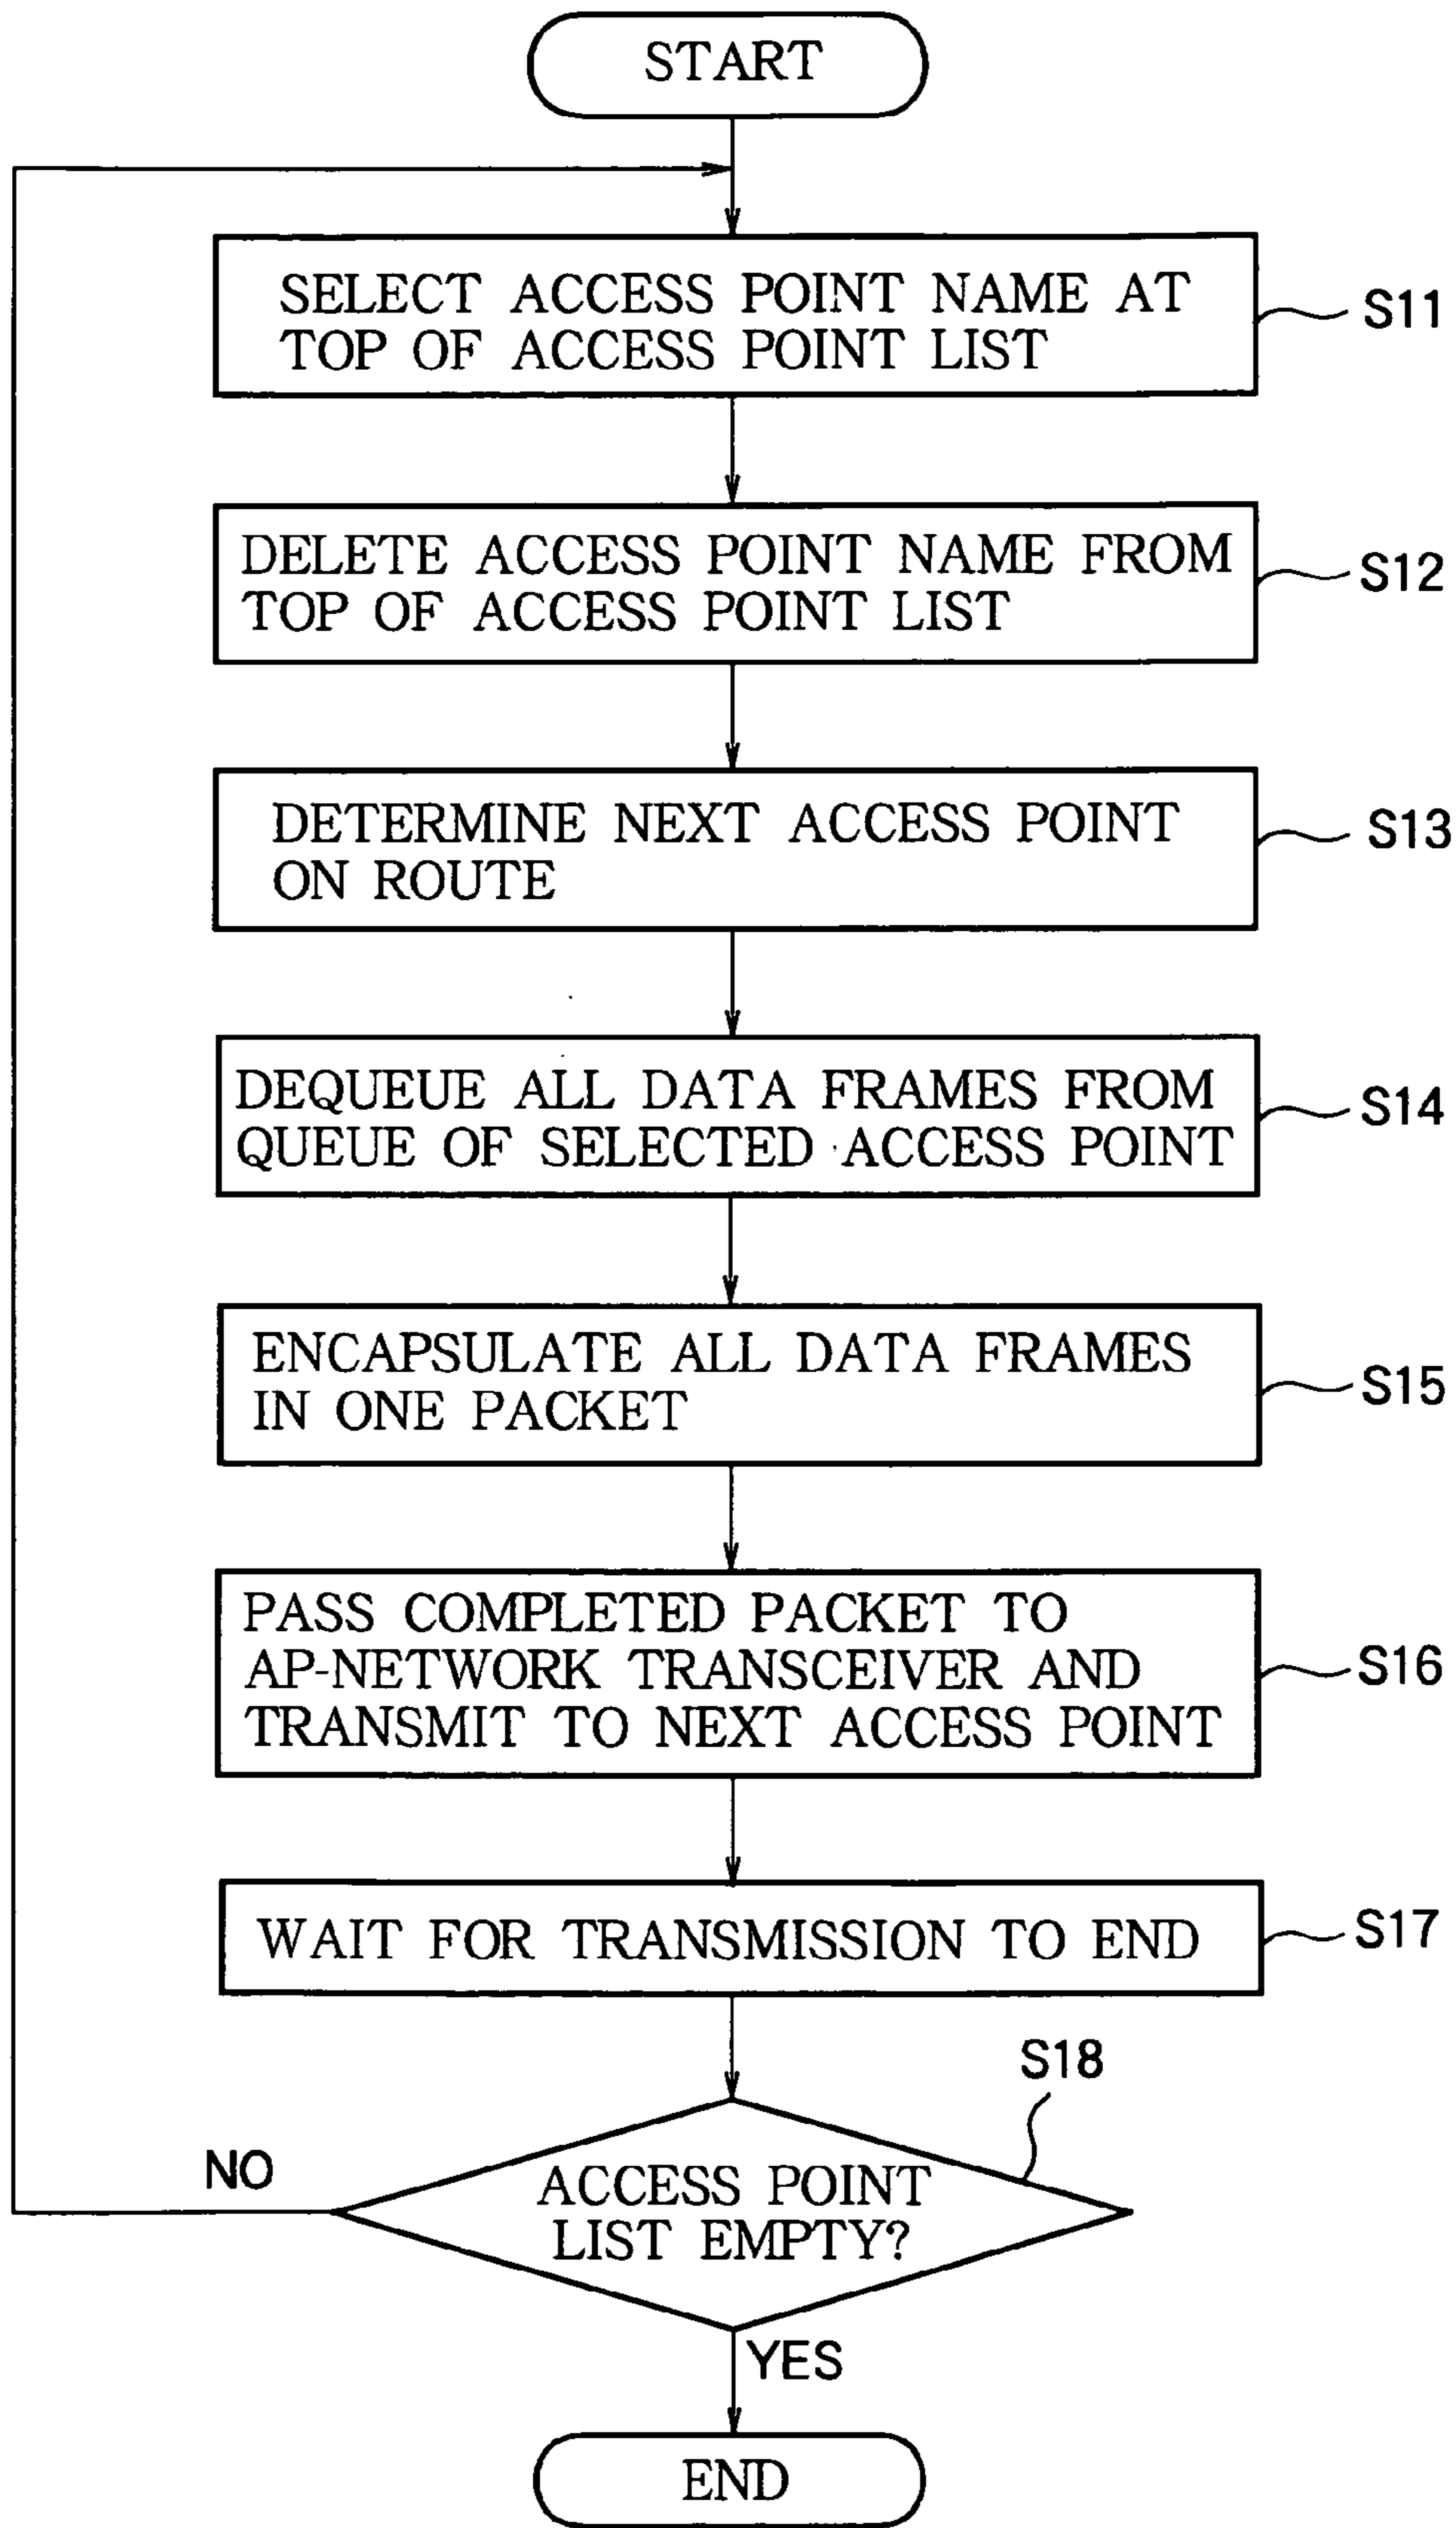 START
SELECT ACCESS POINT NAME AT
TOP OF ACCESS POINT LIST
S11
DELETE ACCESS POINT NAME FROM
TOP OF ACCESS POINT LIST
S12
DETERMINE NEXT ACCESS POINT
ON ROUTE
S13
DEQUEUE ALL DATA FRAMES FROM
QUEUE OF SELECTED ACCESS POINT
S14
ENCAPSULATE ALL DATA FRAMES
IN ONE PACKET
S15
PASS COMPLETED PACKET TO
AP-NETWORK TRANSCEIVER AND
TRANSMIT TO NEXT ACCESS POINT
S16
WAIT FOR TRANSMISSION TO END
S17
S18
NO
ACCESS POINT
LIST EMPTY?
YES
END